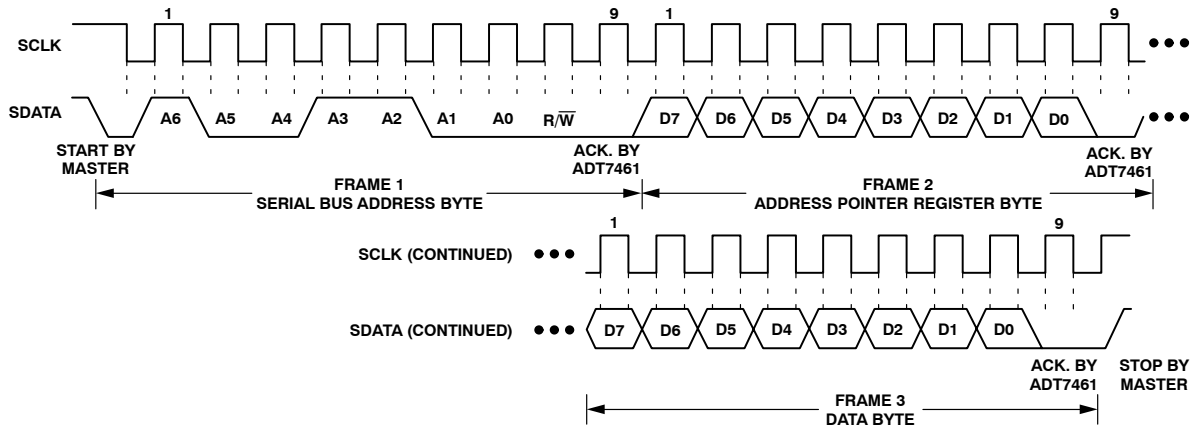 1 9 1 9
SCLK
SDATA
A6 A5 A4 A3 A2 A1 A0 R/W̅ D7 D6 D5 D4 D3 D2 D1 D0
START BY
MASTER
ACK. BY
ADT7461
ACK. BY
ADT7461
FRAME 1
SERIAL BUS ADDRESS BYTE
FRAME 2
ADDRESS POINTER REGISTER BYTE
1 9
SCLK (CONTINUED)
SDATA (CONTINUED)
D7 D6 D5 D4 D3 D2 D1 D0
ACK. BY
ADT7461
STOP BY
MASTER
FRAME 3
DATA BYTE